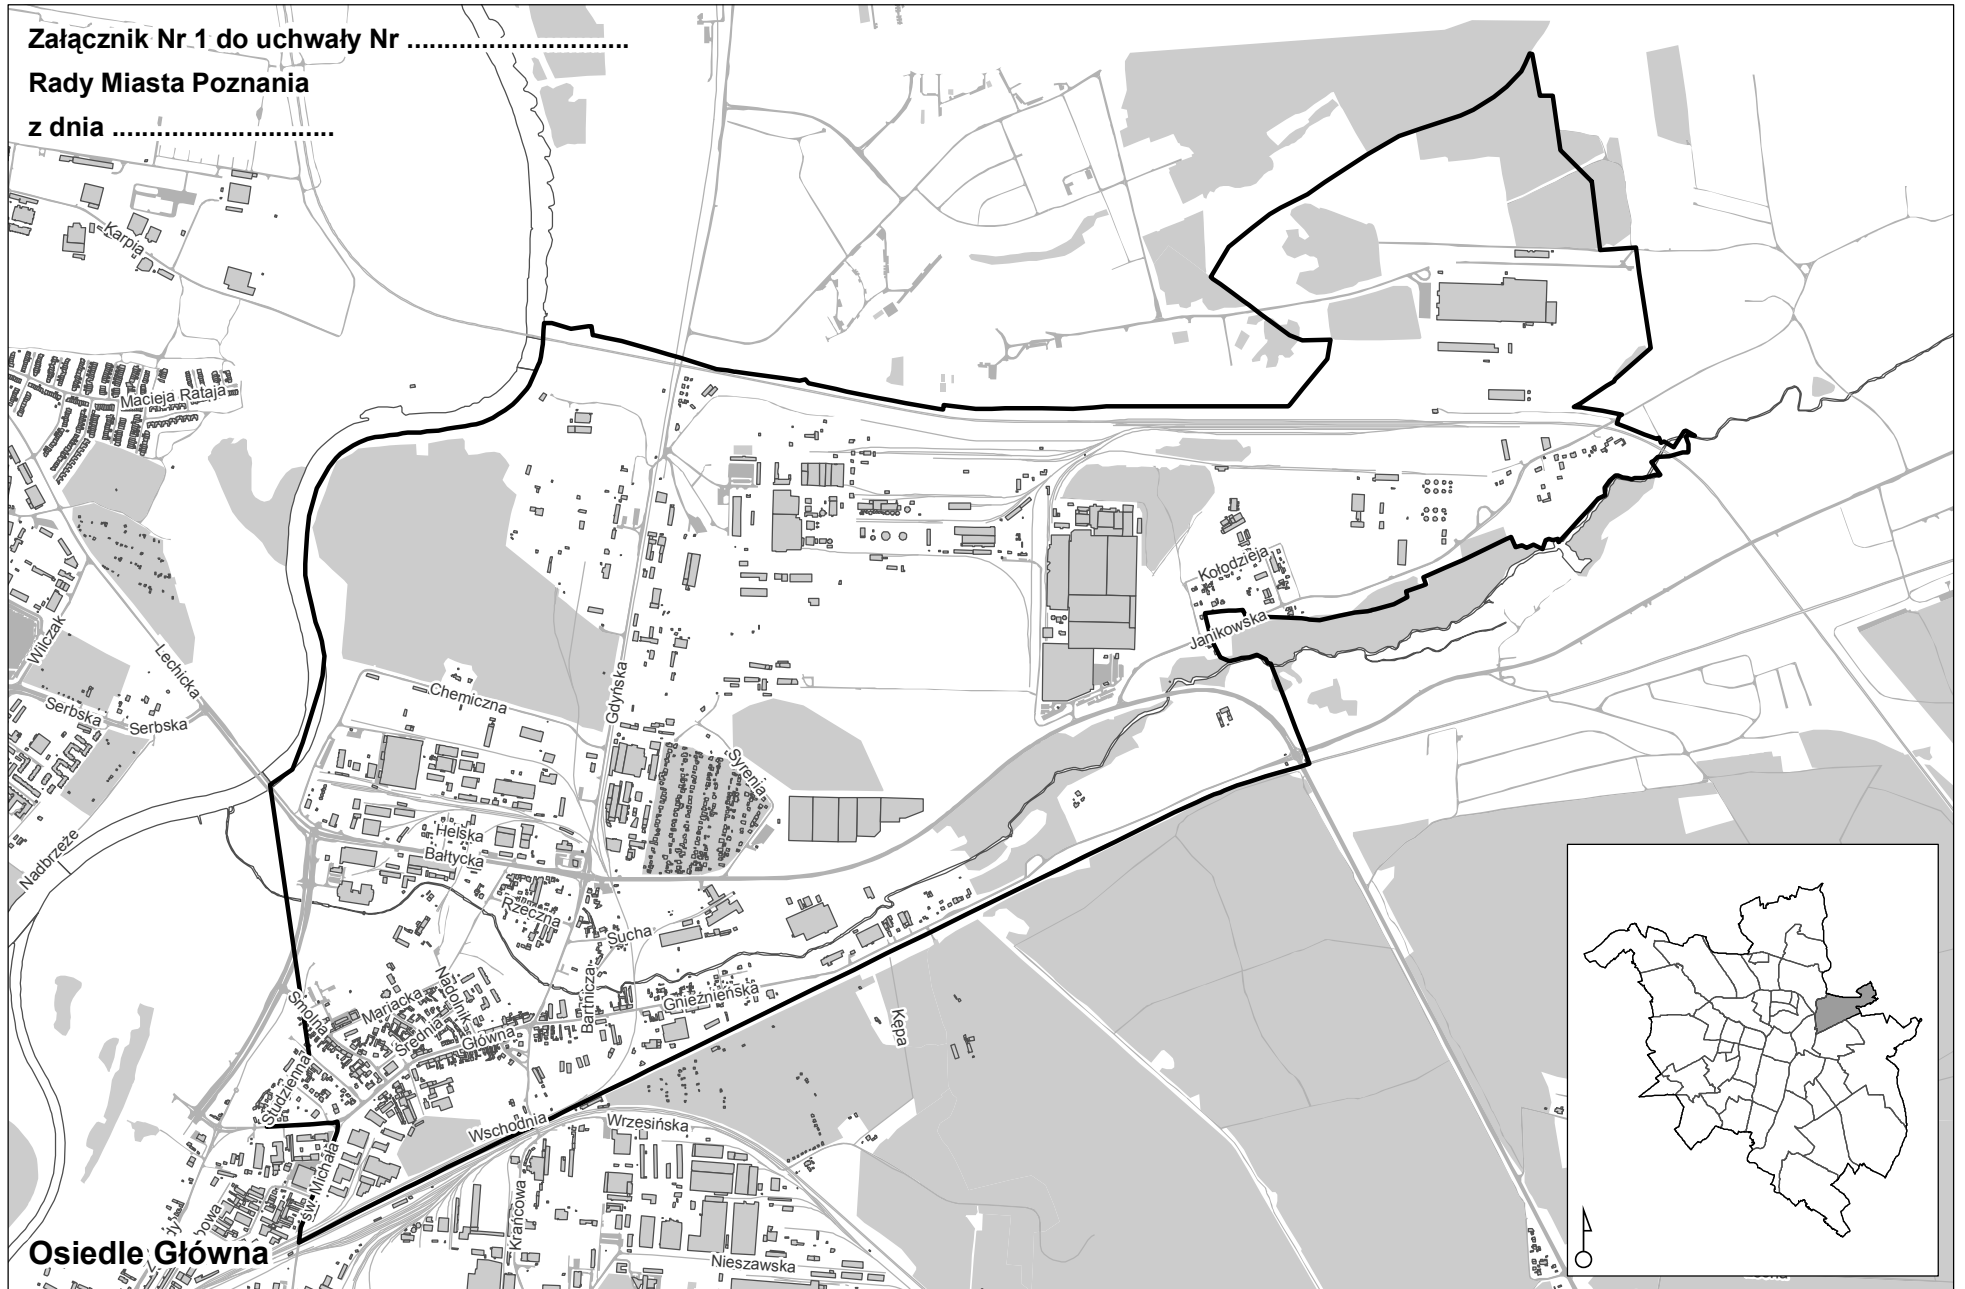 Załącznik Nr 1 do uchwały Nr ..............................
Rady Miasta Poznania
z dnia ..............................
Karpia
Macieja Rataja
Wilczak
Lechicka
Serbska
Serbska
Nadbrzeże
Chemiczna
Gdyńska
Syrenia
Helska
Bałtycka
Rzeczna
Sucha
Kołodzieja
Janikowska
Smolna
Mariacka
Nadolnik
Średnia
Główna
Bartnicza
Gnieźnieńska
Kępa
Studzienna
św. Michała
Wschodnia
Wrzesińska
Krańcowa
Nieszawska
Osiedle Główna